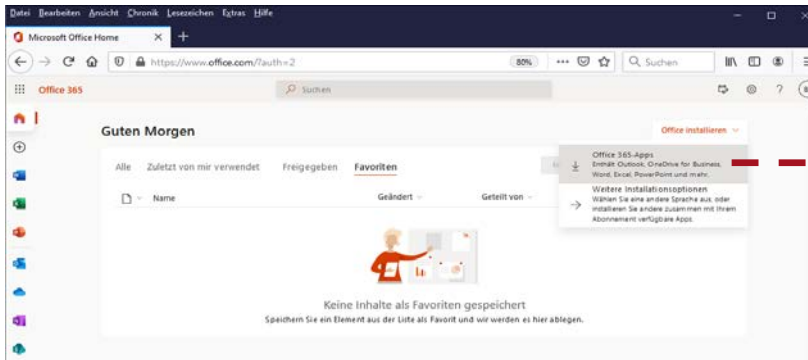 Datei Bearbeiten Ansicht Chronik Lesezeichen Extras Hilfe
Microsoft Office Home
https://www.office.com/?auth=2
80%
Suchen
Office 365
Suchen
Guten Morgen
Office installieren
Alle Zuletzt von mir verwendet Freigegeben Favoriten
Office 365-Apps
Enthält Outlook, OneDrive for Business,
Word, Excel, PowerPoint und mehr.
Name Geändert Geteilt von
Weitere Installationsoptionen
Wählen Sie eine andere Sprache aus, oder
installieren Sie andere zusammen mit Ihrem
Abonnement verfügbare Apps.
Keine Inhalte als Favoriten gespeichert
Speichern Sie ein Element aus der Liste als Favorit und wir werden es hier ablegen.